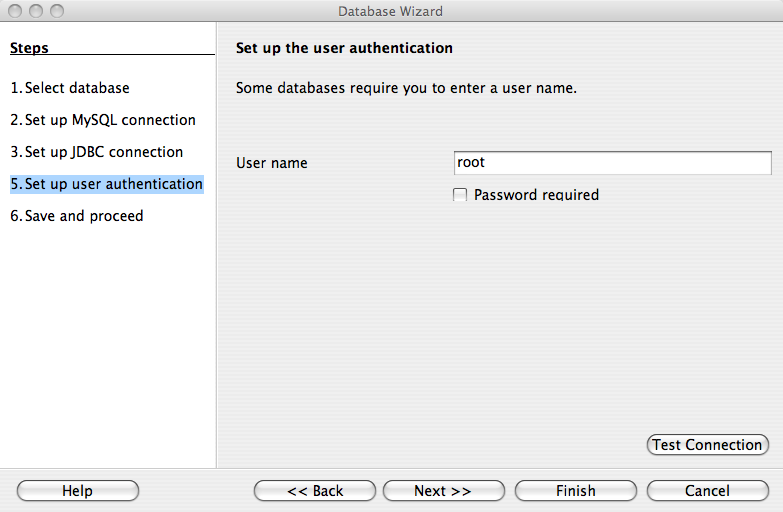 Database Wizard
Steps
1. Select database
2. Set up MySQL connection
3. Set up JDBC connection
5. Set up user authentication
6. Save and proceed
Set up the user authentication
Some databases require you to enter a user name.
User name
root
Password required
Test Connection
Help
<< Back
Next >>
Finish
Cancel